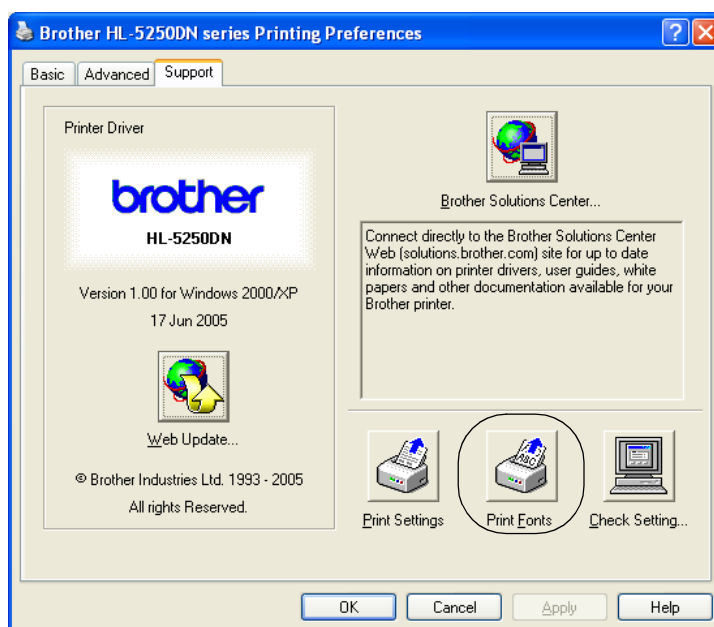 Brother HL-5250DN series Printing Preferences
Basic Advanced Support
Printer Driver
brother
HL-5250DN
Version 1.00 for Windows 2000/XP
17 Jun 2005
Web Update...
© Brother Industries Ltd. 1993 - 2005
All rights Reserved.
Brother Solutions Center...
Connect directly to the Brother Solutions Center
Web (solutions.brother.com) site for up to date
information on printer drivers, user guides, white
papers and other documentation available for your
Brother printer.
ABC
Print Settings Print Fonts Check Setting...
OK Cancel Apply Help